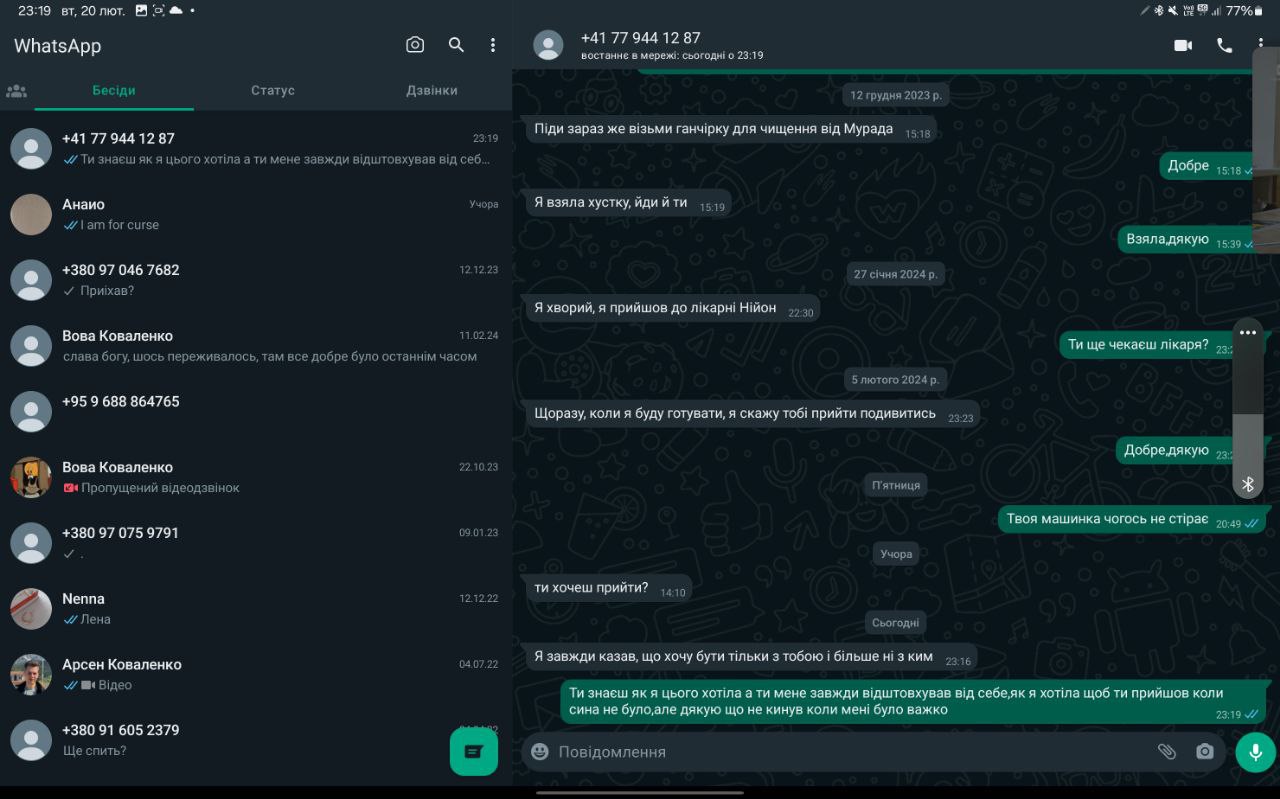 23:19 вт, 20 лют.
77%
WhatsApp
Бесіди
Статус
Дзвінки
+41 77 944 12 87
23:19
Ти знаєш як я цього хотіла а ти мене завжди відштовхував від себ...
Анаио
Учора
I am for curse
+380 97 046 7682
12.12.23
Приїхав?
Вова Коваленко
11.02.24
слава богу, шось переживалось, там все добре було останнім часом
+95 9 688 864765
Вова Коваленко
22.10.23
Пропущений відеодзвінок
+380 97 075 9791
09.01.23
.
Nenna
12.12.22
Лена
Арсен Коваленко
04.07.22
Відео
+380 91 605 2379
Ще спить?
+41 77 944 12 87
востаннє в мережі: сьогодні о 23:19
12 грудня 2023 р.
Піди зараз же візьми ганчірку для чищення від Мурада 15:18
Добре 15:18
Я взяла хустку, йди й ти 15:19
Взяла,дякую 15:39
27 січня 2024 р.
Я хворий, я прийшов до лікарні Нійон 22:30
Ти ще чекаєш лікаря?
5 лютого 2024 р.
Щоразу, коли я буду готувати, я скажу тобі прийти подивитись 23:23
Добре,дякую
П'ятниця
Твоя машинка чогось не стірає 20:49
Учора
ти хочеш прийти? 14:10
Сьогодні
Я завжди казав, що хочу бути тільки з тобою і більше ні з ким 23:16
Ти знаєш як я цього хотіла а ти мене завжди відштовхував від себе,як я хотіла щоб ти прийшов коли
сина не було,але дякую що не кинув коли мені було важко
23:19
Повідомлення